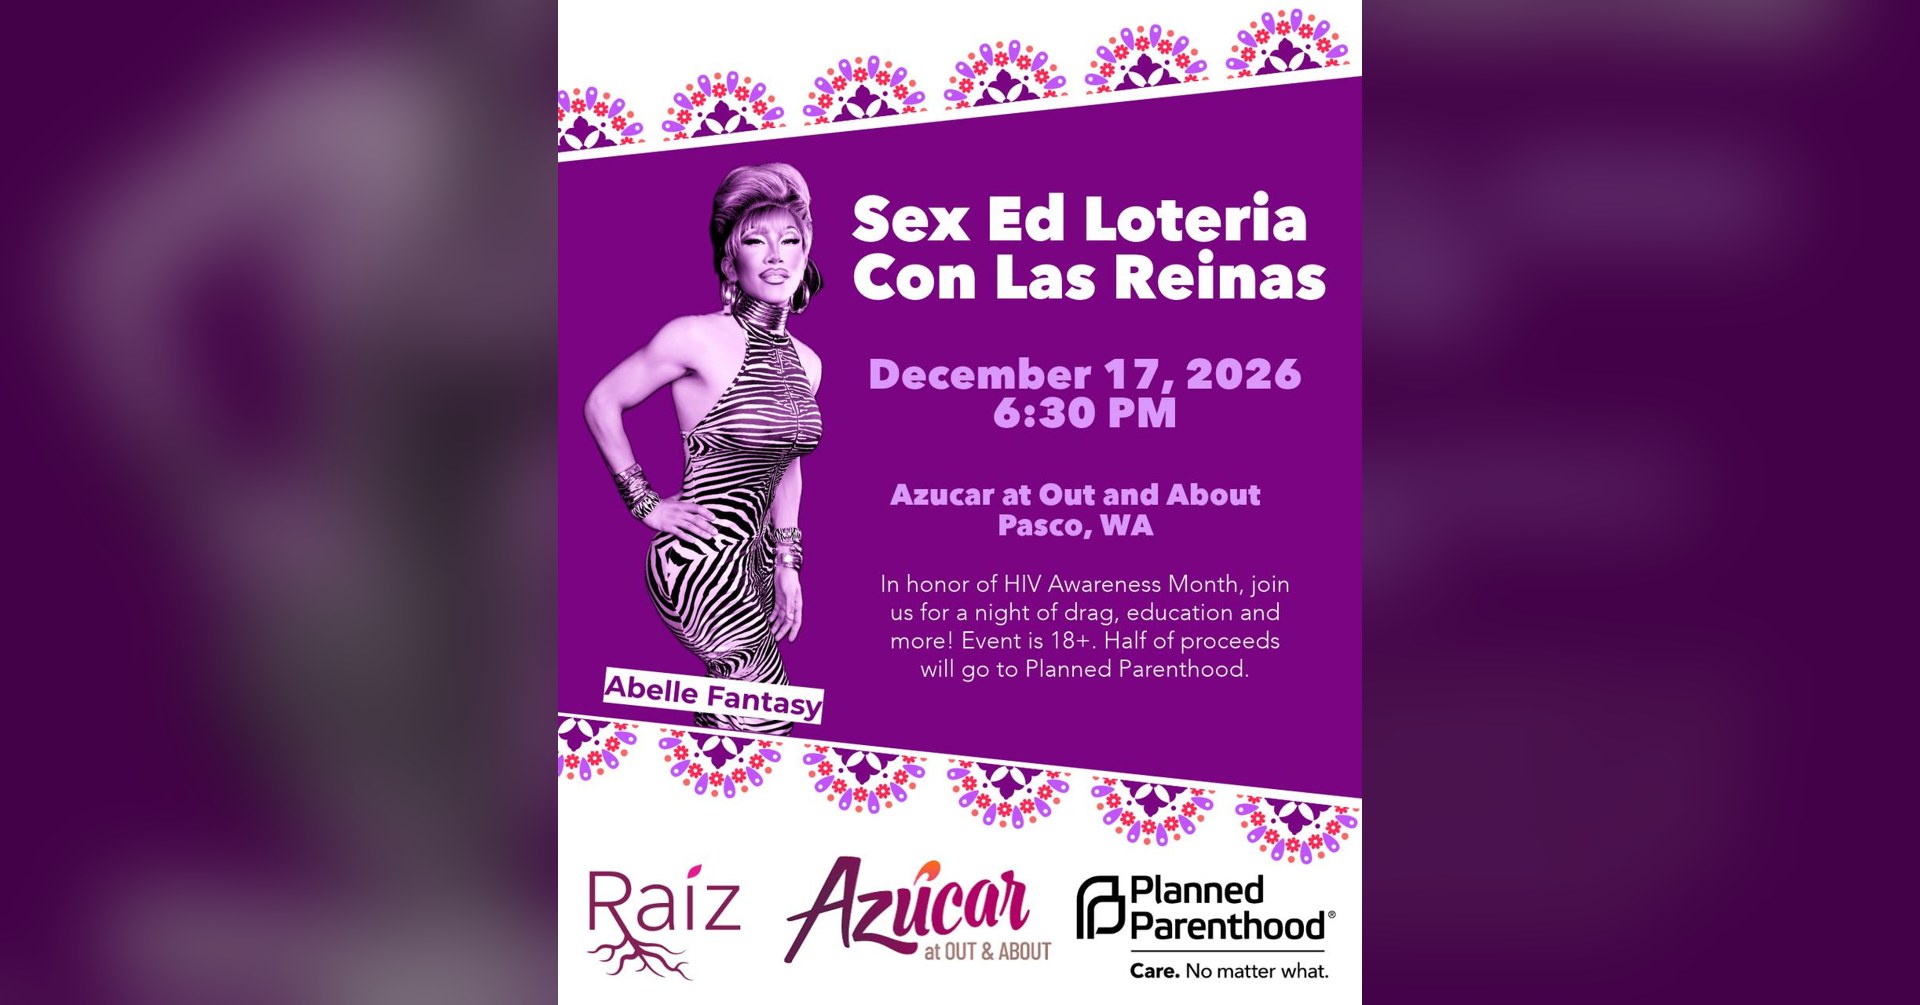 Sex Ed Loteria
Con Las Reinas
December 17, 2026
6:30 PM
Azucar at Out and About
Pasco, WA
In honor of HIV Awareness Month, join
us for a night of drag, education and
more! Event is 18+. Half of proceeds
will go to Planned Parenthood.
Abelle Fantasy
Raíz
Azúcar
at OUT & ABOUT
Planned
Parenthood®
Care. No matter what.